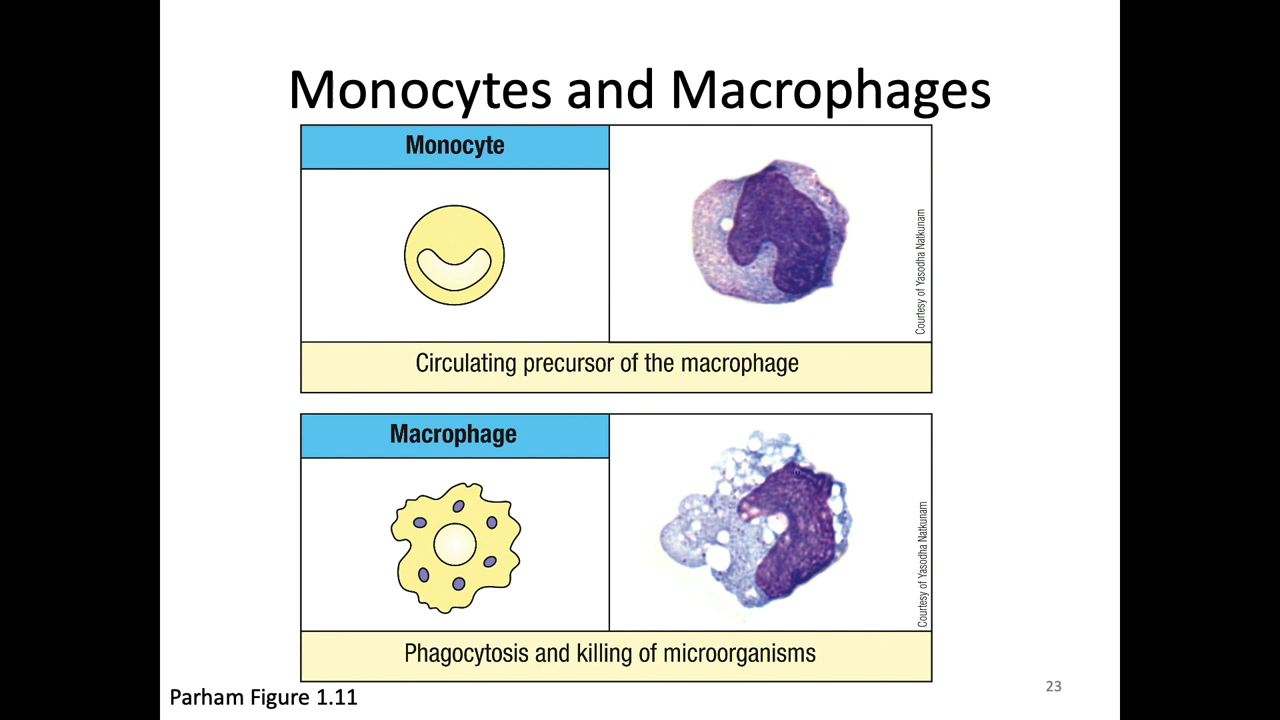 Monocytes and Macrophages
Monocyte
Courtesy of Yasodha Natkunam
Circulating precursor of the macrophage
Macrophage
Courtesy of Yasodha Natkunam
Phagocytosis and killing of microorganisms
Parham Figure 1.11
23